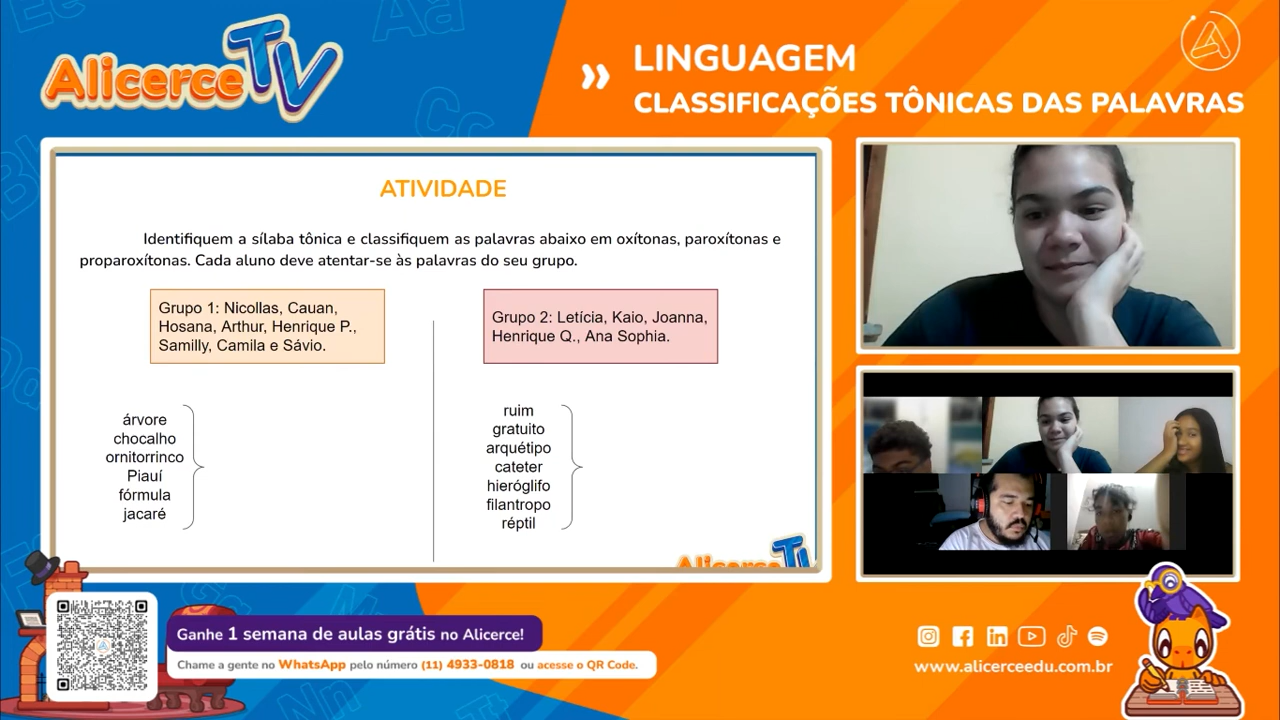 Alicerce TV
LINGUAGEM
CLASSIFICAÇÕES TÔNICAS DAS PALAVRAS
ATIVIDADE
Identifiquem a sílaba tônica e classifiquem as palavras abaixo em oxítonas, paroxítonas e
proparoxítonas. Cada aluno deve atentar-se às palavras do seu grupo.
Grupo 1: Nicollas, Cauan,
Hosana, Arthur, Henrique P.,
Samilly, Camila e Sávio.
árvore
chocalho
ornitorrinco
Piauí
fórmula
jacaré
Grupo 2: Letícia, Kaio, Joanna,
Henrique Q., Ana Sophia.
ruim
gratuito
arquétipo
cateter
hieróglifo
filantropo
réptil
Alicerce TV
Ganhe 1 semana de aulas grátis no Alicerce!
Chame a gente no WhatsApp pelo número (11) 4933-0818 ou acesse o QR Code.
www.alicerceedu.com.br